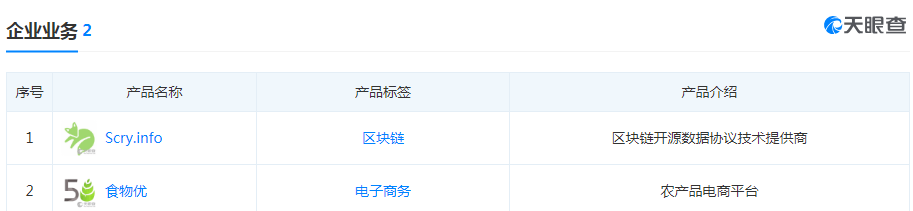 企业业务 2
天眼查
序号 产品名称 产品标签 产品介绍
1 Scry.info 区块链 区块链开源数据协议技术提供商
2 5 食物优 电子商务 农产品电商平台